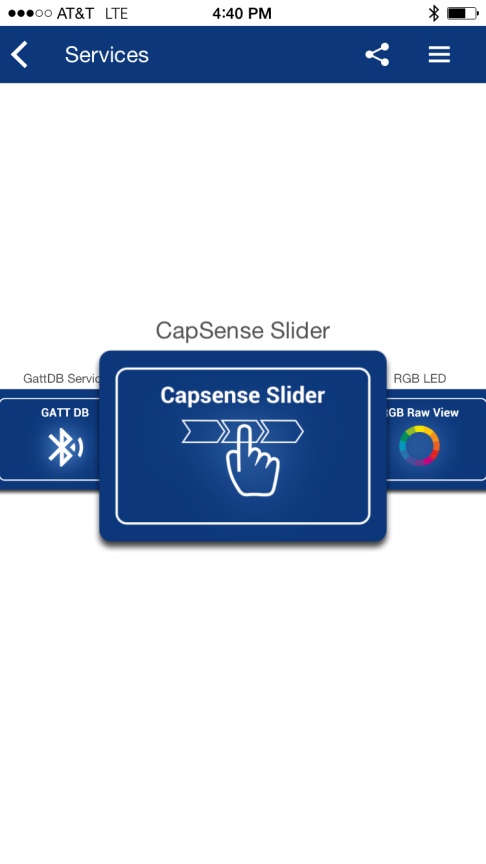 AT&T LTE 4:40 PM
Services
CapSense Slider
GattDB Servic
RGB LED
Capsense Slider
GATT DB
GB Raw View